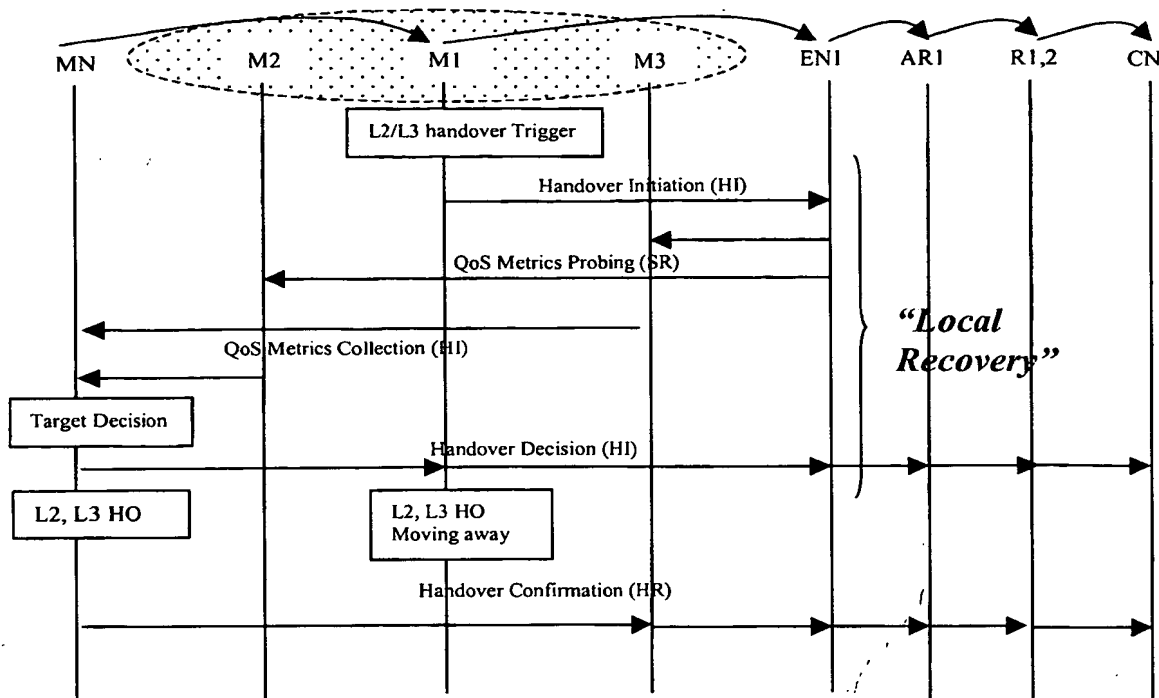 MN M2 M1 M3 EN1 AR1 R1,2 CN
L2/L3 handover Trigger
Handover Initiation (HI)
QoS Metrics Probing (SR)
QoS Metrics Collection (HI)
“Local
Recovery”
Target Decision
Handover Decision (HI)
L2, L3 HO
L2, L3 HO
Moving away
Handover Confirmation (HR)